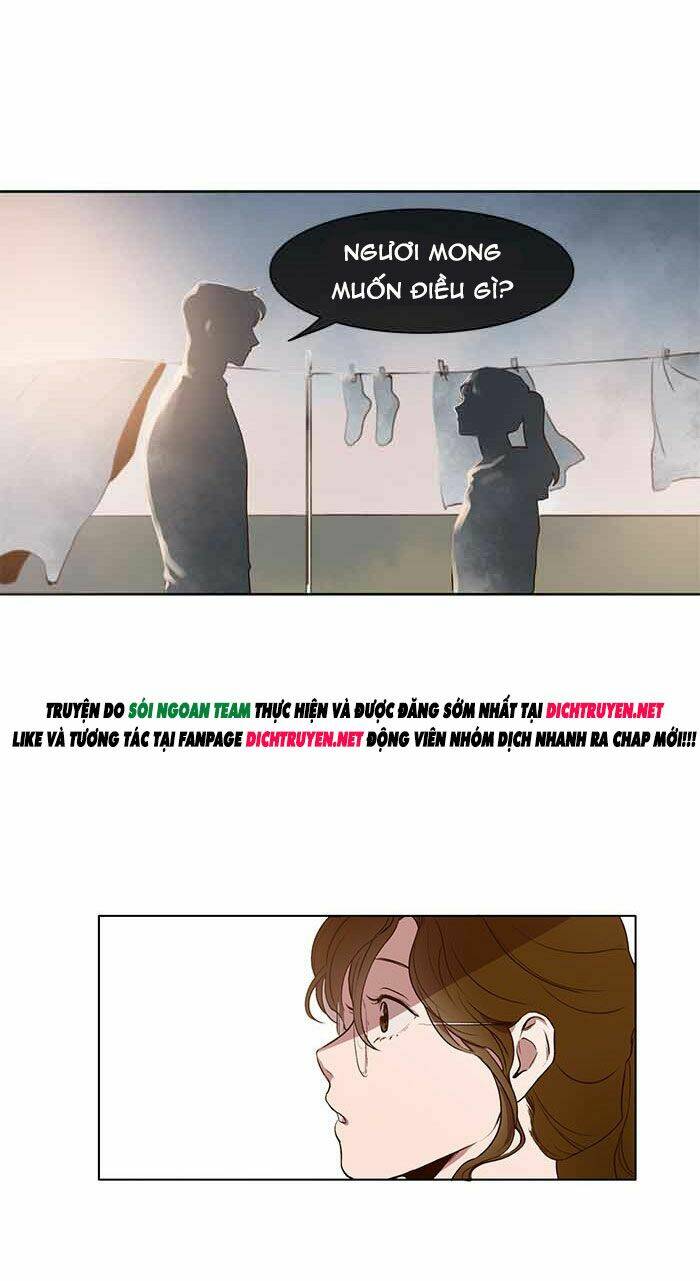 NGƯƠI MONG
MUỐN ĐIỀU GÌ?
TRUYỆN DO SÓI NGOAN TEAM THỰC HIỆN VÀ ĐƯỢC ĐĂNG SỚM NHẤT TẠI DICHTRUYEN.NET
LIKE VÀ TƯƠNG TÁC TẠI FANPAGE DICHTRUYEN.NET ĐỘNG VIÊN NHÓM DỊCH NHANH RA CHAP MỚI!!!